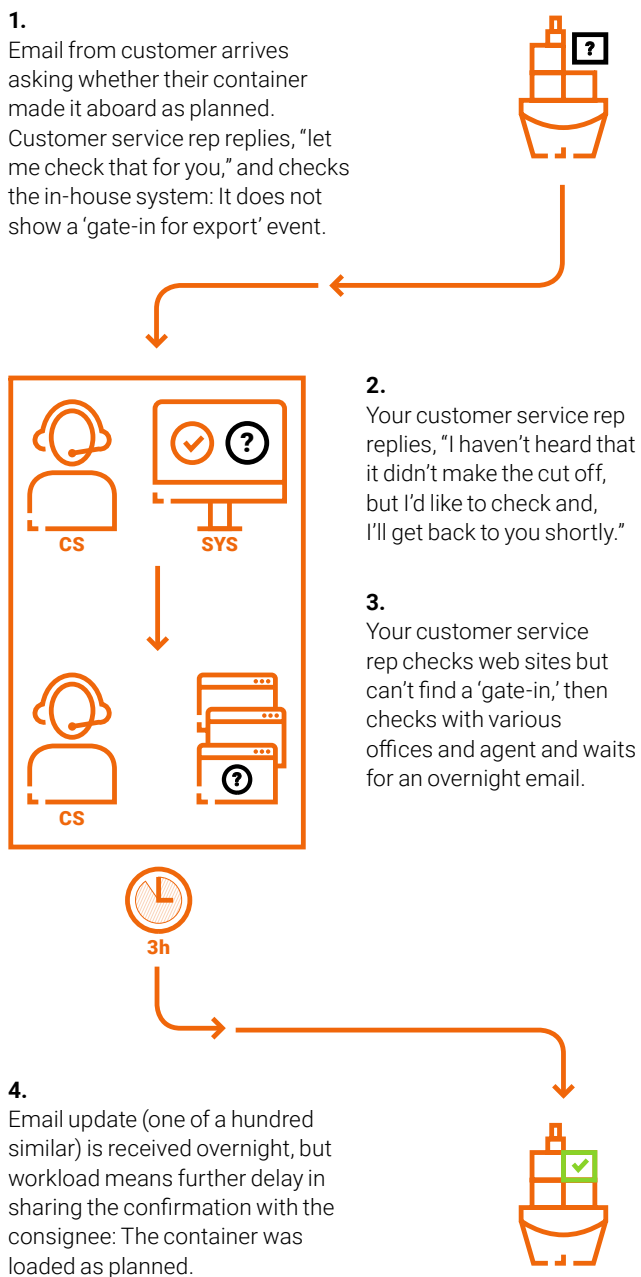 1.
Email from customer arrives
asking whether their container
made it aboard as planned.
Customer service rep replies, “let
me check that for you,” and checks
the in-house system: It does not
show a ‘gate-in for export’ event.
?
?
CS
SYS
2.
Your customer service rep
replies, “I haven’t heard that
it didn’t make the cut off,
but I’d like to check and,
I’ll get back to you shortly.”
3.
Your customer service
rep checks web sites but
can’t find a ‘gate-in,’ then
checks with various
offices and agent and waits
for an overnight email.
?
CS
3h
4.
Email update (one of a hundred
similar) is received overnight, but
workload means further delay in
sharing the confirmation with the
consignee: The container was
loaded as planned.